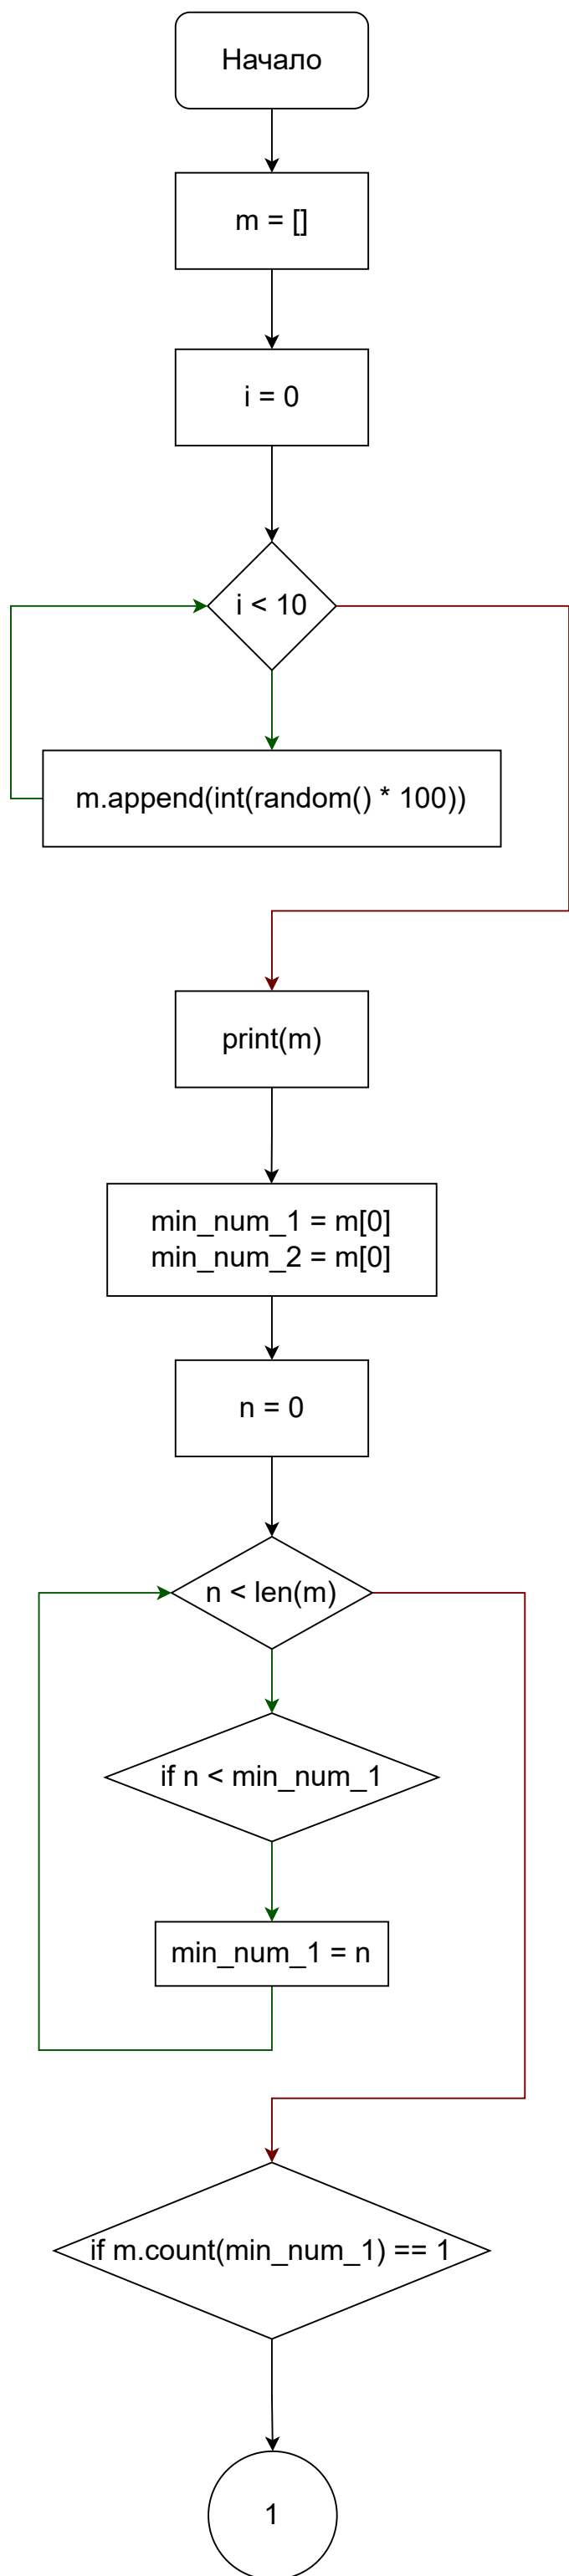 Начало
m = []
i = 0
i < 10
m.append(int(random() * 100))
print(m)
min_num_1 = m[0]
min_num_2 = m[0]
n = 0
n < len(m)
if n < min_num_1
min_num_1 = n
if m.count(min_num_1) == 1
1